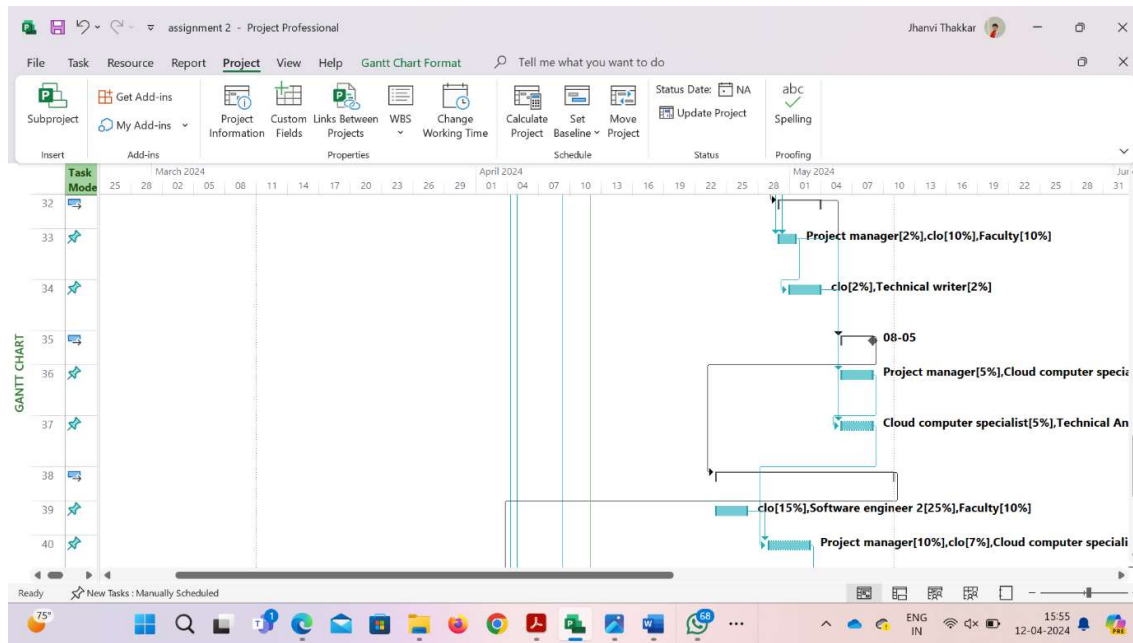 assignment 2 - Project Professional
Jhanvi Thakkar
File Task Resource Report Project View Help Gantt Chart Format Tell me what you want to do
Subproject
Get Add-ins
My Add-ins
Project Information
Custom Fields
Links Between Projects
WBS
Change Working Time
Calculate Project
Set Baseline
Move Project
Status Date: NA
Update Project
abc
Spelling
Insert Add-ins Properties Schedule Status Proofing
Task Mode
March 2024 April 2024 May 2024
25 28 02 05 08 11 14 17 20 23 26 29 01 04 07 10 13 16 19 22 25 28 01 04 07 10 13 16 19 22 25 28 31
GANTT CHART
32
33 Project manager[2%],clo[10%],Faculty[10%]
34 clo[2%],Technical writer[2%]
35 08-05
36 Project manager[5%],Cloud computer specia
37 Cloud computer specialist[5%],Technical An
38
39 clo[15%],Software engineer 2[25%],Faculty[10%]
40 Project manager[10%],clo[7%],Cloud computer speciali
Ready New Tasks : Manually Scheduled
75°
1
68
ENG
IN
15:55
12-04-2024
PRE